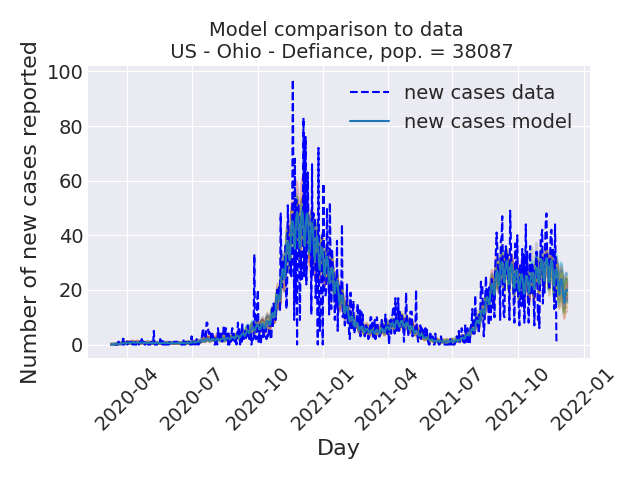 Model comparison to data
US - Ohio - Defiance, pop. = 38087
Number of new cases reported
100
80
60
40
20
0
new cases data
new cases model
2020-04
2020-07
2020-10
2021-01
2021-04
2021-07
2021-10
2022-01
Day